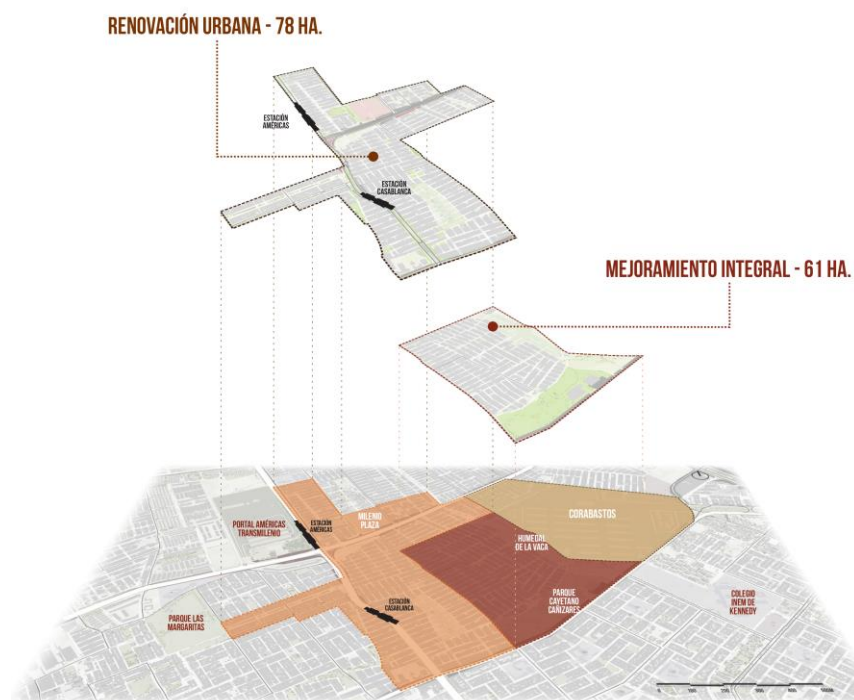 RENOVACIÓN URBANA - 78 HA.
ESTACIÓN
AMÉRICAS
ESTACIÓN
CASABLANCA
MEJORAMIENTO INTEGRAL - 61 HA.
PORTAL AMÉRICAS
TRANSMILENIO
ESTACIÓN
AMÉRICAS
MILENIO
PLAZA
CORABASTOS
HUMEDAL
DE LA VACA
PARQUE LAS
MARGARITAS
ESTACIÓN
CASABLANCA
PARQUE
CAYETANO
CAÑIZARES
COLEGIO
INEM DE
KENNEDY